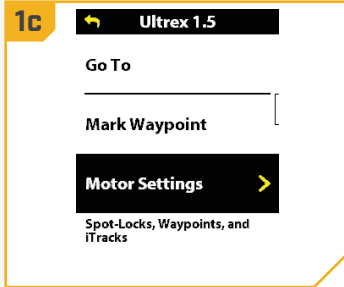 1c
Ultrex 1.5
Go To
Mark Waypoint
Motor Settings
Spot-Locks, Waypoints, and
iTracks